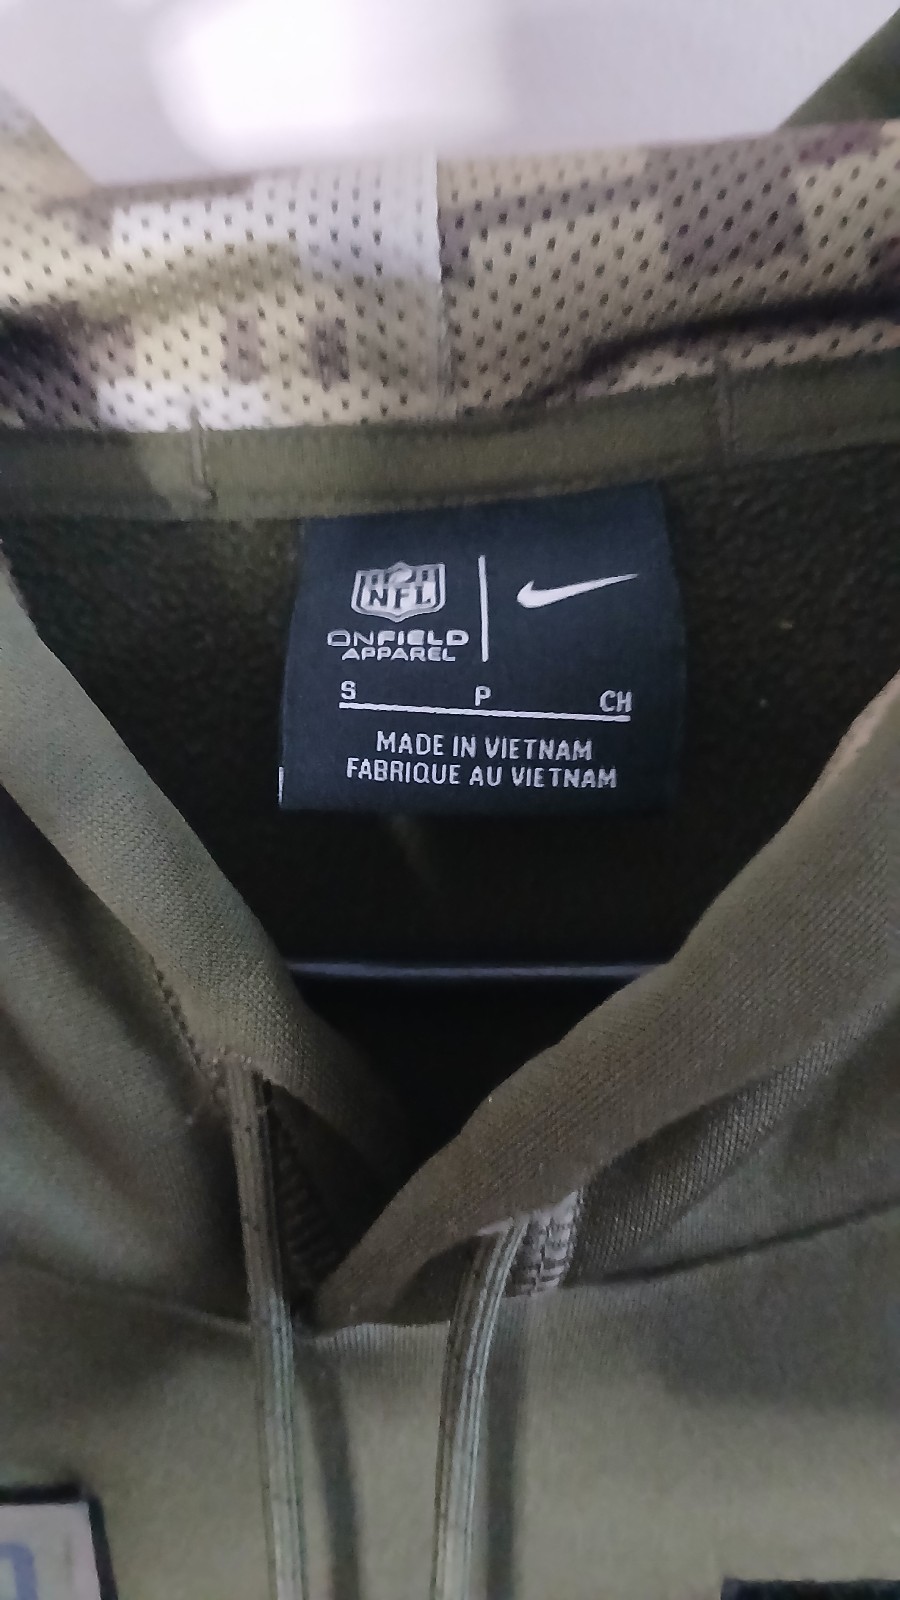 NFL
ONFIELD
APPAREL
S P CH
MADE IN VIETNAM
FABRIQUE AU VIETNAM